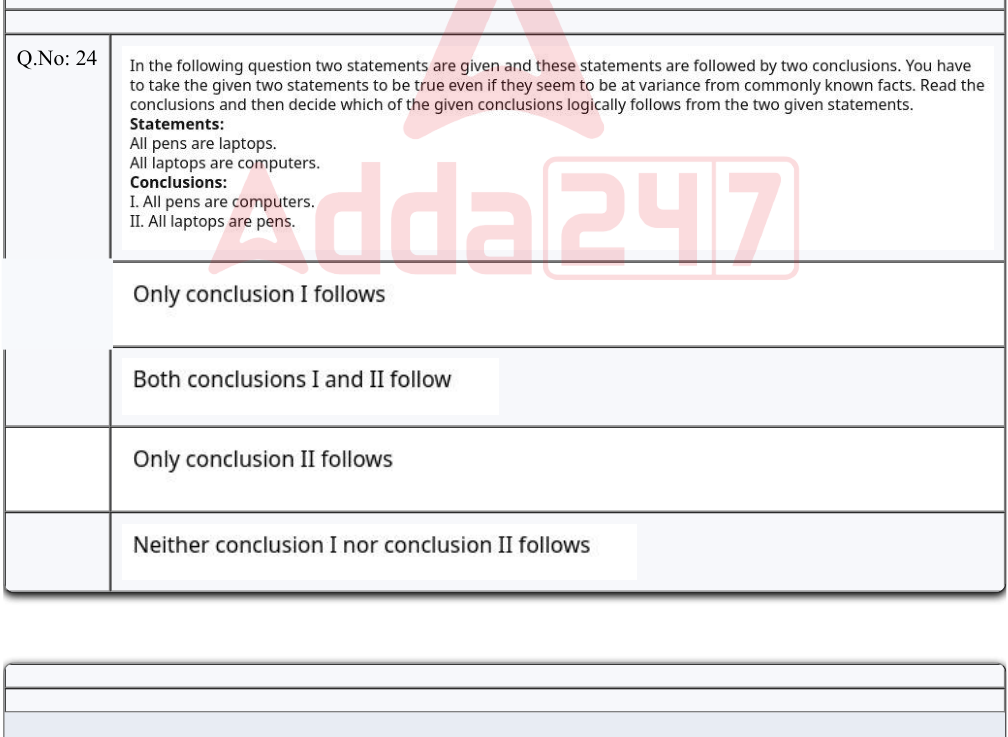 Q.No: 24
In the following question two statements are given and these statements are followed by two conclusions. You have
to take the given two statements to be true even if they seem to be at variance from commonly known facts. Read the
conclusions and then decide which of the given conclusions logically follows from the two given statements.
Statements:
All pens are laptops.
All laptops are computers.
Conclusions:
I. All pens are computers.
II. All laptops are pens.
Adda247
Only conclusion I follows
Both conclusions I and II follow
Only conclusion II follows
Neither conclusion I nor conclusion II follows